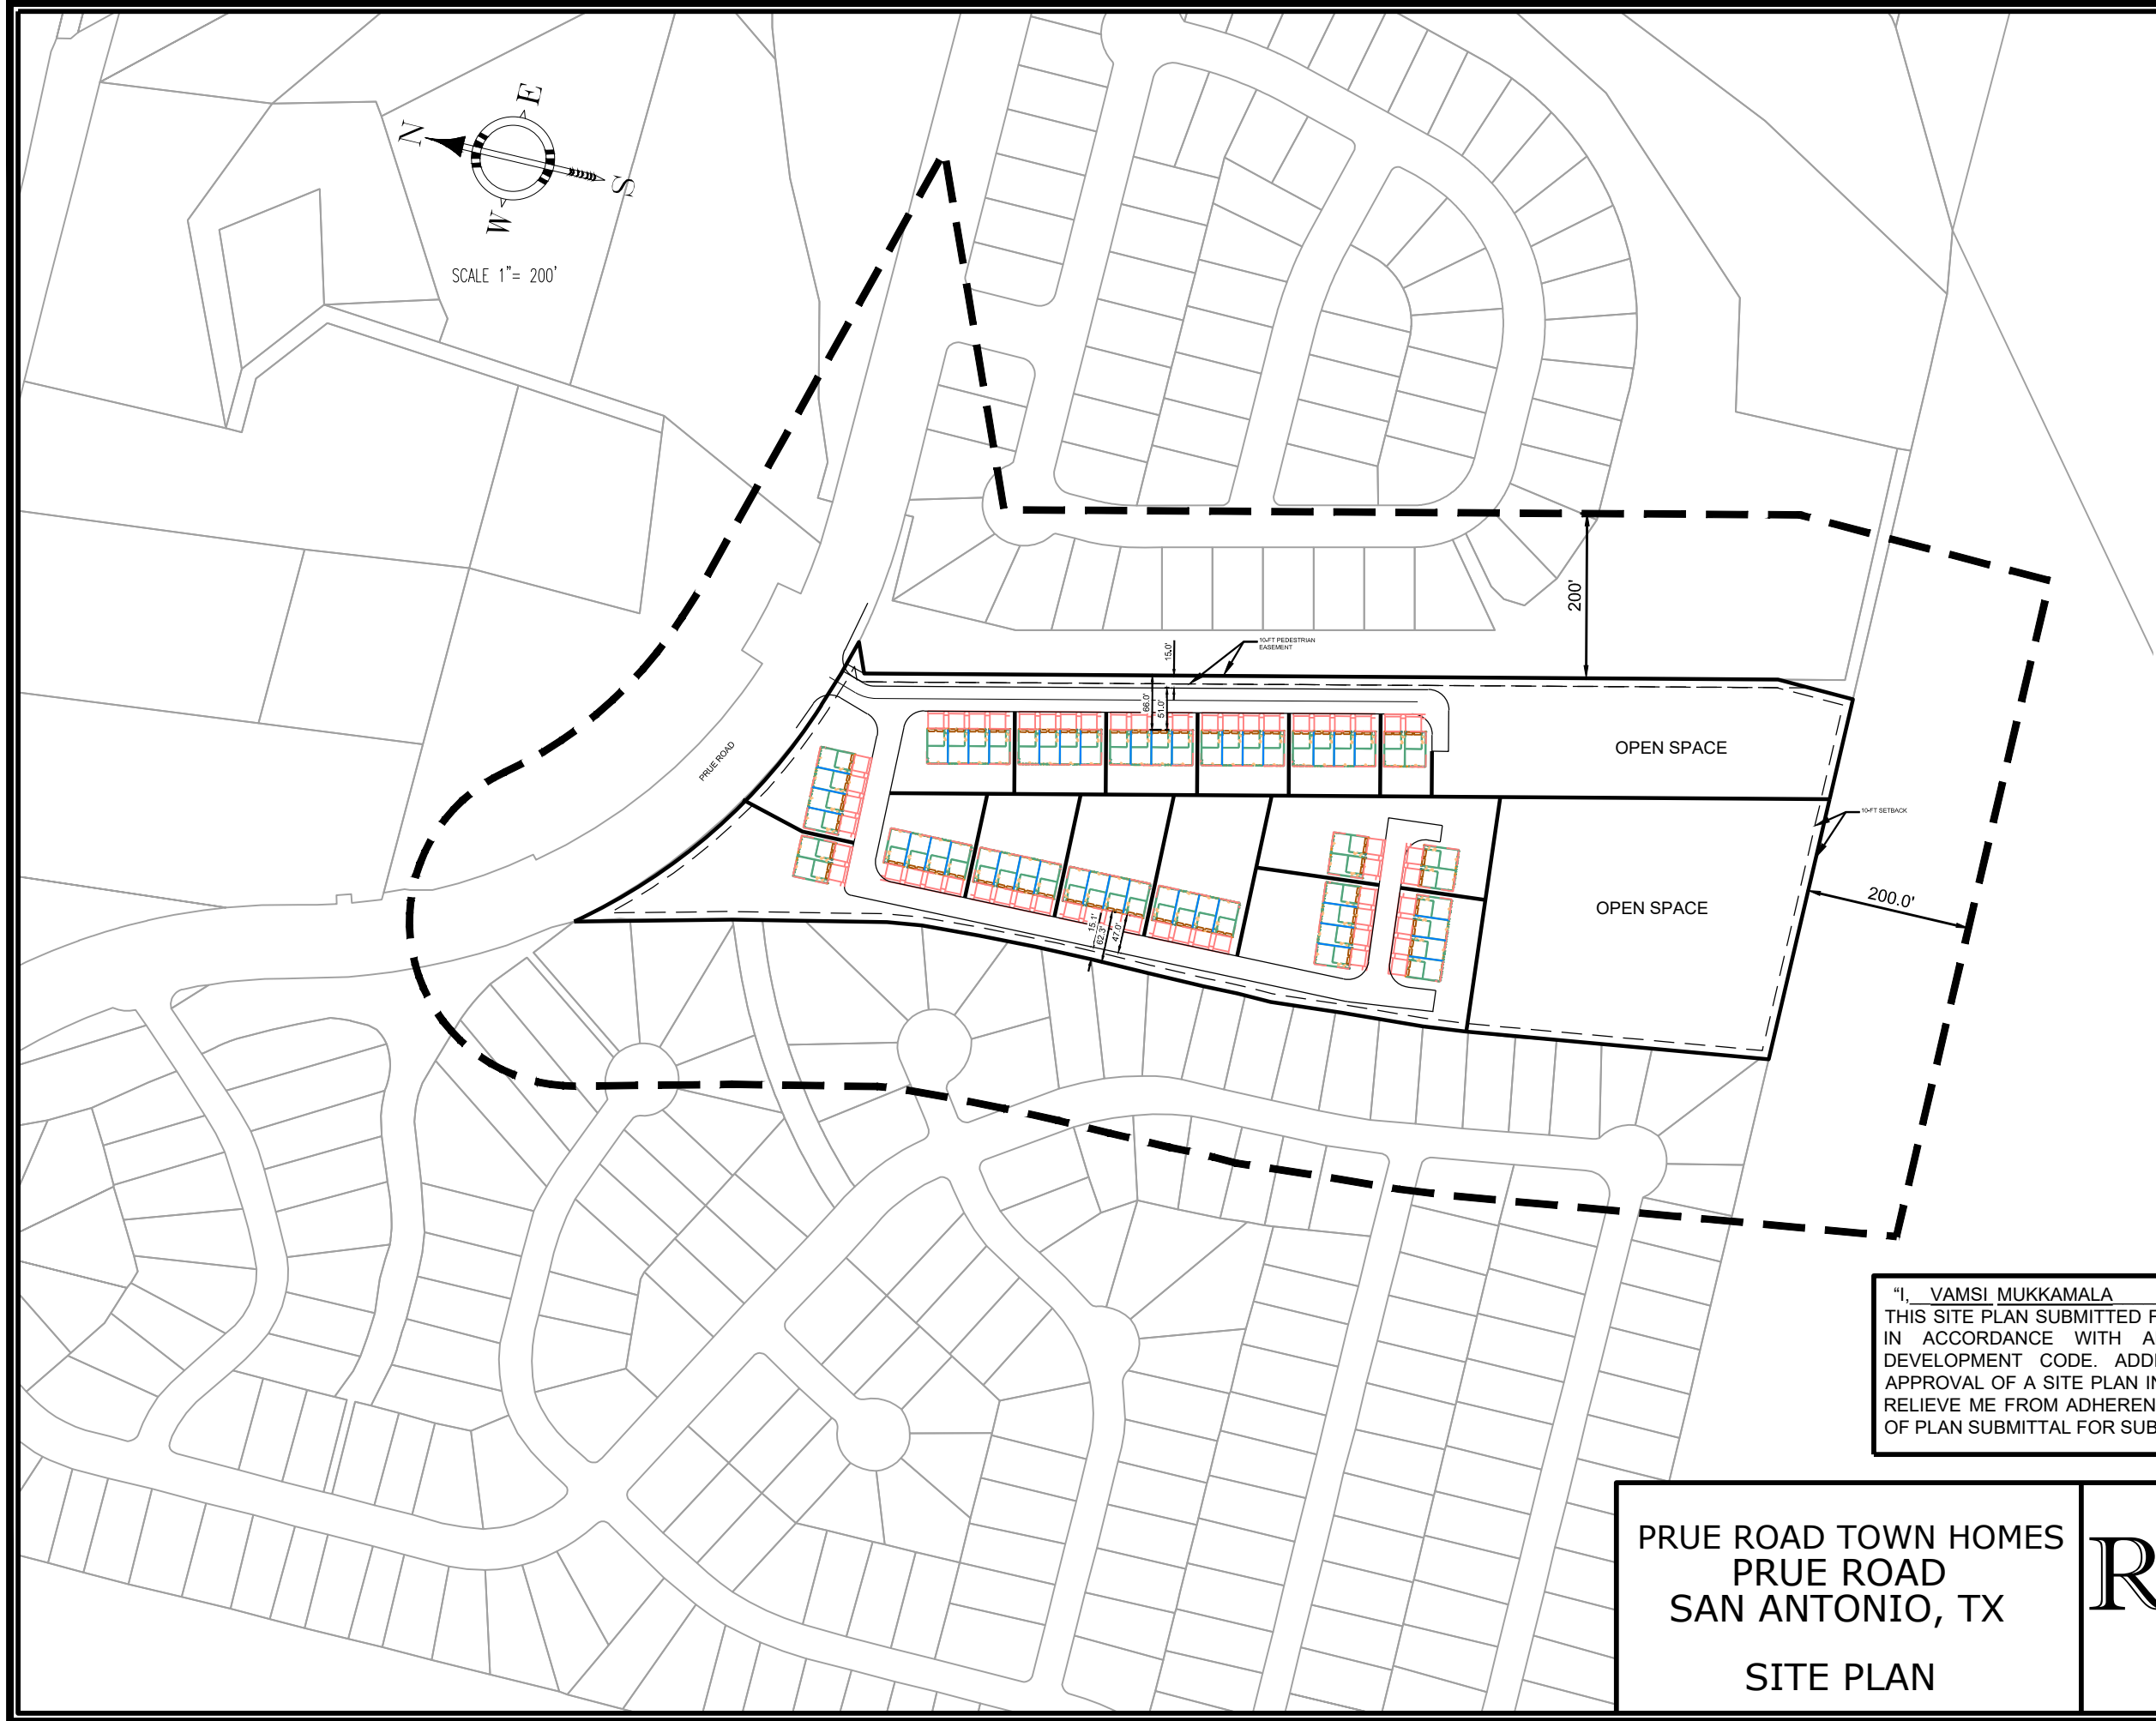 N
E
W
S
SCALE 1"= 200'
200'
15.0'
10-FT PEDESTRIAN
EASEMENT
66.0'
51.0'
PRUE ROAD
OPEN SPACE
10-FT SETBACK
200.0'
OPEN SPACE
15.1'
62.3'
47.0'
“I,__VAMSI MUKKAMALA
THIS SITE PLAN SUBMITTED F
IN ACCORDANCE WITH A
DEVELOPMENT CODE. ADD
APPROVAL OF A SITE PLAN IN
RELIEVE ME FROM ADHEREN
OF PLAN SUBMITTAL FOR SUB
PRUE ROAD TOWN HOMES
PRUE ROAD
SAN ANTONIO, TX
SITE PLAN
R